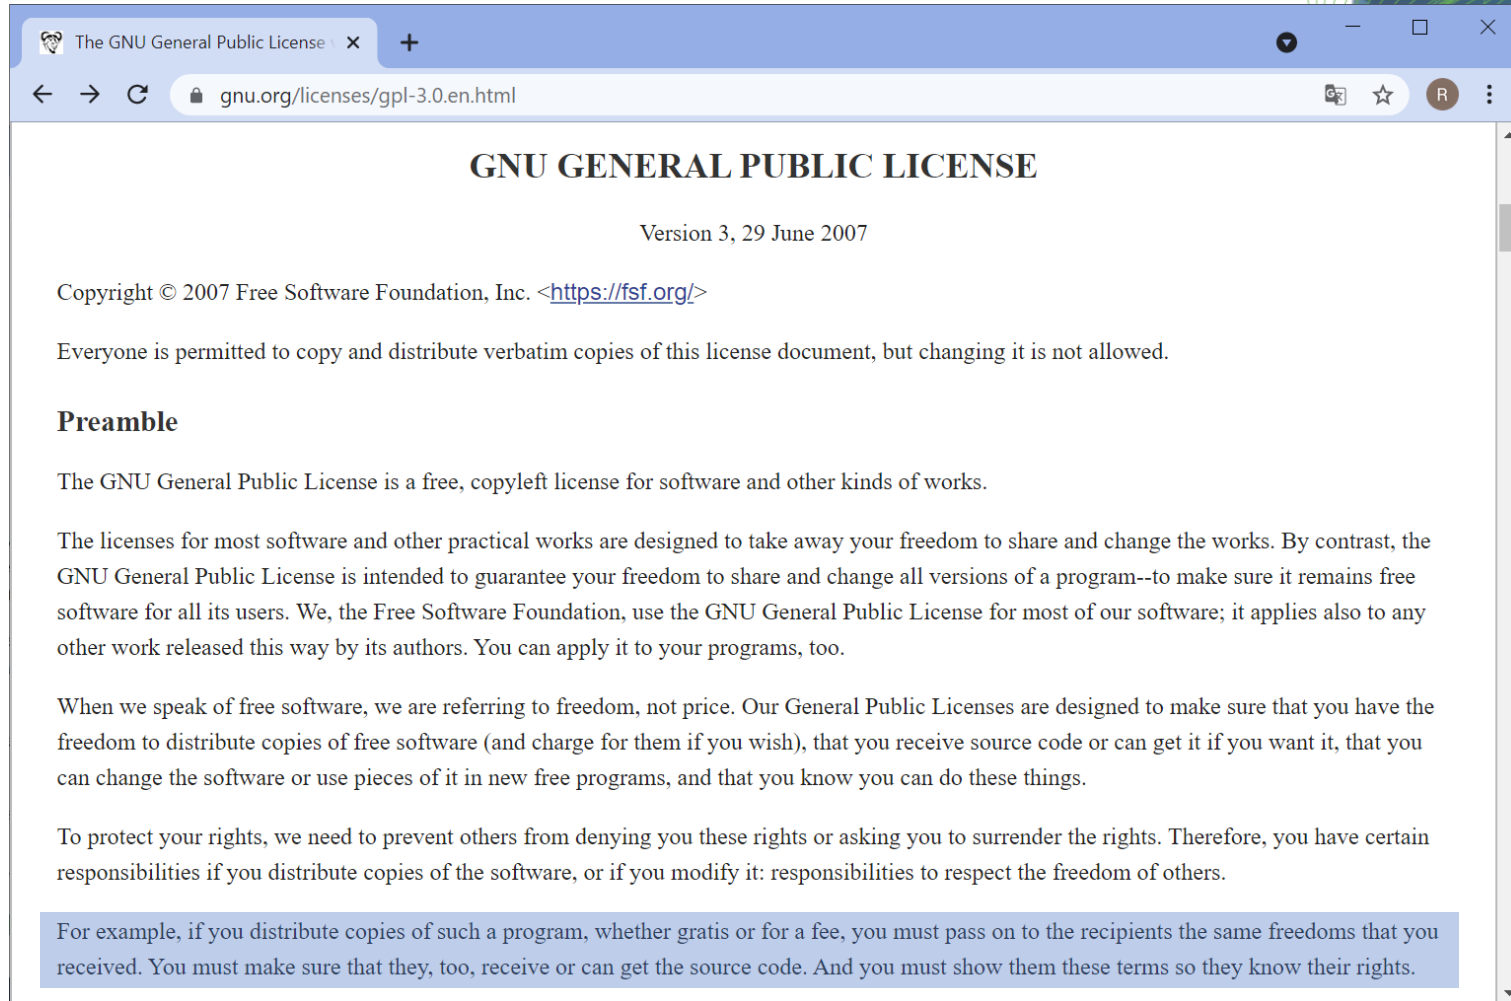 The GNU General Public License
gnu.org/licenses/gpl-3.0.en.html
R
GNU GENERAL PUBLIC LICENSE
Version 3, 29 June 2007
Copyright © 2007 Free Software Foundation, Inc. <https://fsf.org/>
Everyone is permitted to copy and distribute verbatim copies of this license document, but changing it is not allowed.
Preamble
The GNU General Public License is a free, copyleft license for software and other kinds of works.
The licenses for most software and other practical works are designed to take away your freedom to share and change the works. By contrast, the
GNU General Public License is intended to guarantee your freedom to share and change all versions of a program--to make sure it remains free
software for all its users. We, the Free Software Foundation, use the GNU General Public License for most of our software; it applies also to any
other work released this way by its authors. You can apply it to your programs, too.
When we speak of free software, we are referring to freedom, not price. Our General Public Licenses are designed to make sure that you have the
freedom to distribute copies of free software (and charge for them if you wish), that you receive source code or can get it if you want it, that you
can change the software or use pieces of it in new free programs, and that you know you can do these things.
To protect your rights, we need to prevent others from denying you these rights or asking you to surrender the rights. Therefore, you have certain
responsibilities if you distribute copies of the software, or if you modify it: responsibilities to respect the freedom of others.
For example, if you distribute copies of such a program, whether gratis or for a fee, you must pass on to the recipients the same freedoms that you
received. You must make sure that they, too, receive or can get the source code. And you must show them these terms so they know their rights.